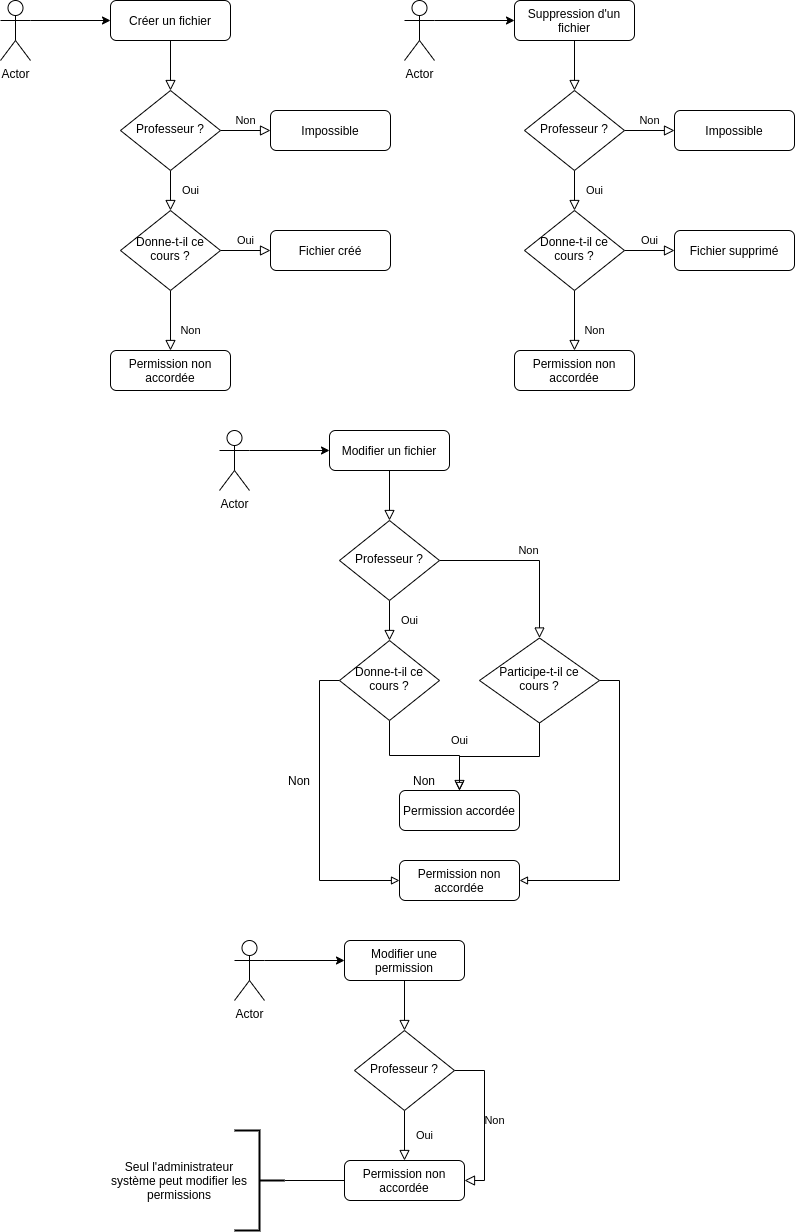 Créer un fichier
Actor
Professeur ?
Non
Impossible
Oui
Donne-t-il ce
cours ?
Oui
Fichier créé
Non
Permission non
accordée
Suppression d'un
fichier
Actor
Professeur ?
Non
Impossible
Oui
Donne-t-il ce
cours ?
Oui
Fichier supprimé
Non
Permission non
accordée
Modifier un fichier
Actor
Professeur ?
Non
Oui
Donne-t-il ce
cours ?
Participe-t-il ce
cours ?
Oui
Non
Non
Permission accordée
Permission non
accordée
Modifier une
permission
Actor
Professeur ?
Non
Oui
Permission non
accordée
Seul l'administrateur
système peut modifier les
permissions